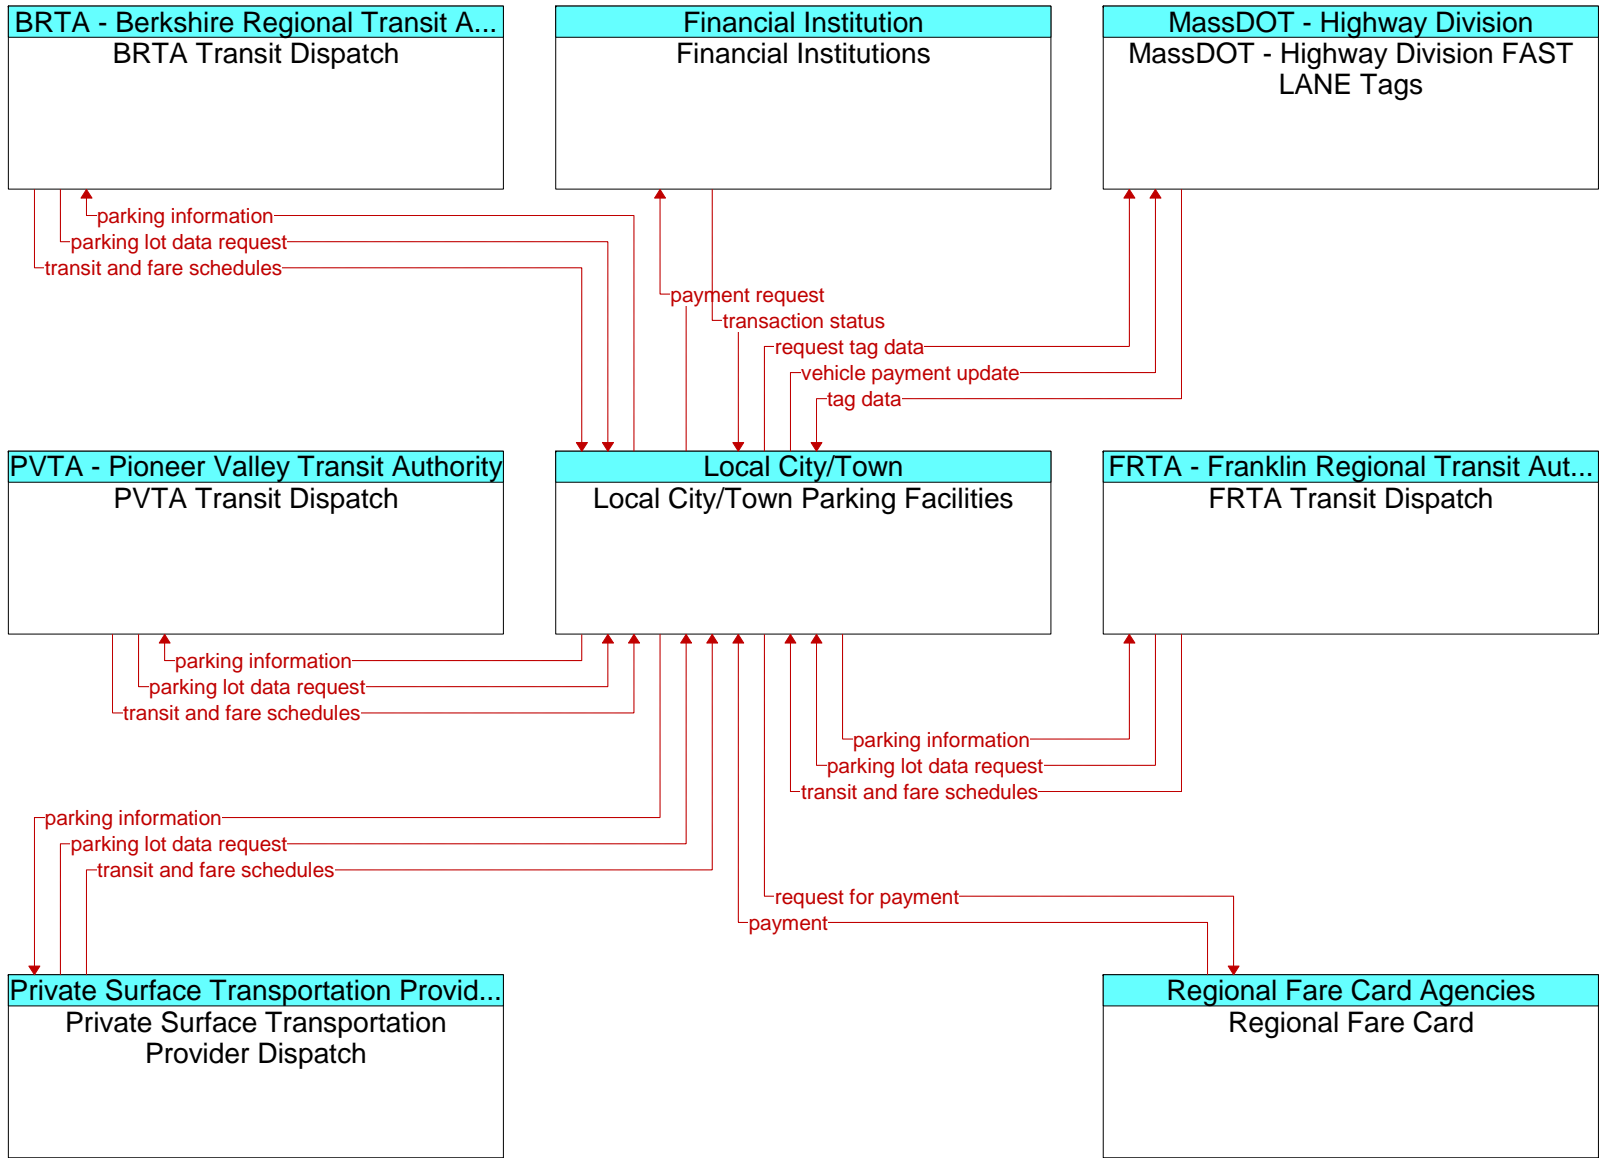 BRTA - Berkshire Regional Transit A...
BRTA Transit Dispatch
Financial Institution
Financial Institutions
MassDOT - Highway Division
MassDOT - Highway Division FAST
LANE Tags
parking information
parking lot data request
transit and fare schedules
payment request
transaction status
request tag data
vehicle payment update
tag data
PVTA - Pioneer Valley Transit Authority
PVTA Transit Dispatch
Local City/Town
Local City/Town Parking Facilities
FRTA - Franklin Regional Transit Aut...
FRTA Transit Dispatch
parking information
parking lot data request
transit and fare schedules
parking information
parking lot data request
transit and fare schedules
parking information
parking lot data request
transit and fare schedules
request for payment
payment
Private Surface Transportation Provid...
Private Surface Transportation
Provider Dispatch
Regional Fare Card Agencies
Regional Fare Card